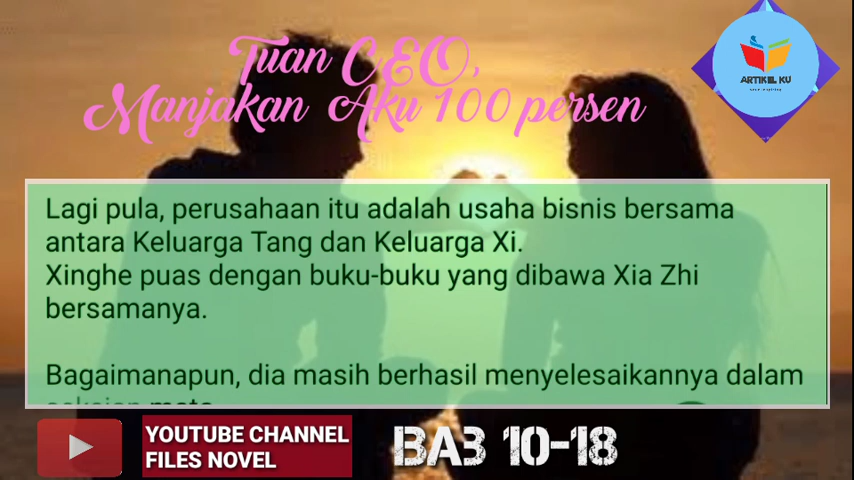 Tuan CEO,
Manjakan Aku 100 persen
ARTIKEL KU
Lagi pula, perusahaan itu adalah usaha bisnis bersama
antara Keluarga Tang dan Keluarga Xi.
Xinghe puas dengan buku-buku yang dibawa Xia Zhi
bersamanya.
Bagaimanapun, dia masih berhasil menyelesaikannya dalam
YOUTUBE CHANNEL
FILES NOVEL
BAB 10-18